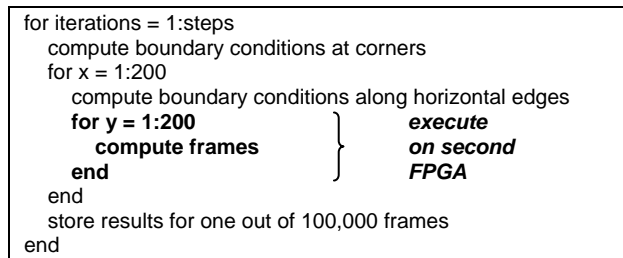 for iterations = 1:steps
compute boundary conditions at corners
for x = 1:200
compute boundary conditions along horizontal edges
for y = 1:200 execute
compute frames on second
end FPGA
end
store results for one out of 100,000 frames
end